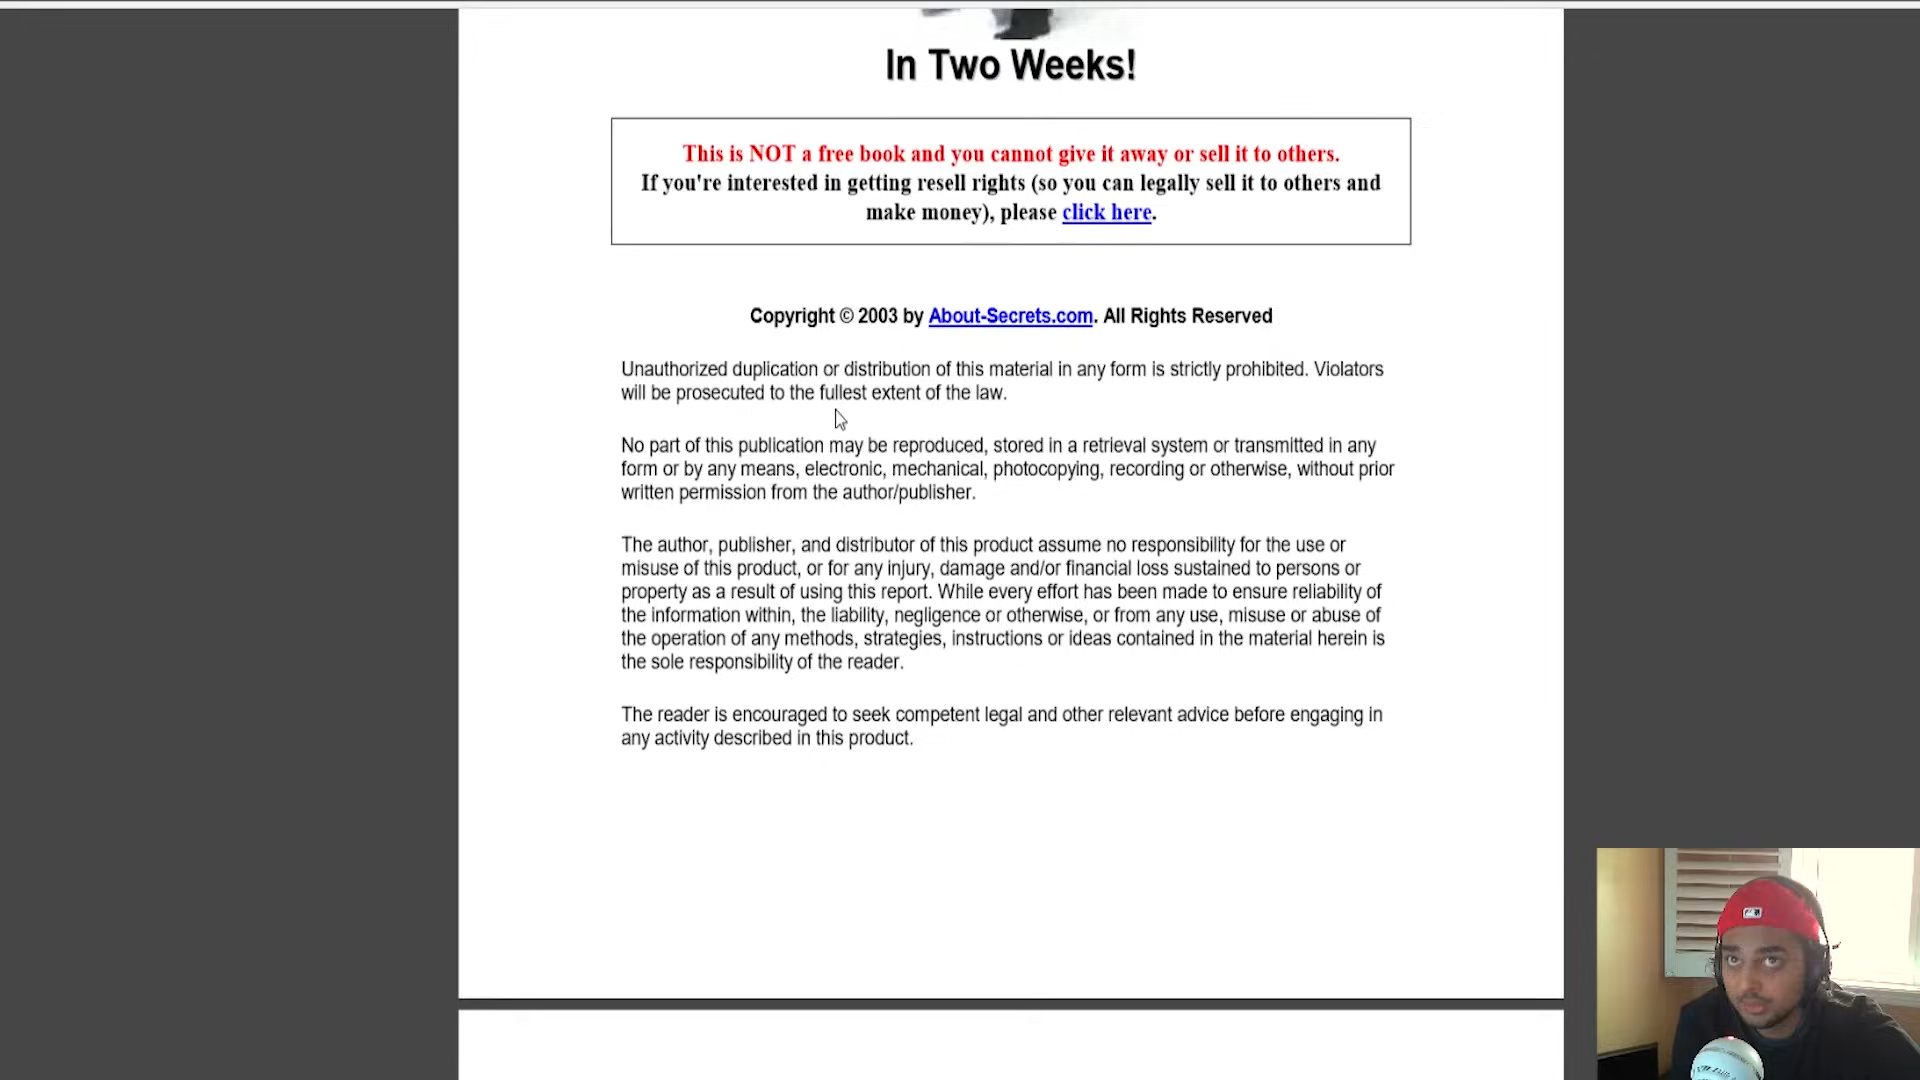 In Two Weeks!
This is NOT a free book and you cannot give it away or sell it to others.
If you're interested in getting resell rights (so you can legally sell it to others and
make money), please click here.
Copyright © 2003 by About-Secrets.com. All Rights Reserved
Unauthorized duplication or distribution of this material in any form is strictly prohibited. Violators
will be prosecuted to the fullest extent of the law.
No part of this publication may be reproduced, stored in a retrieval system or transmitted in any
form or by any means, electronic, mechanical, photocopying, recording or otherwise, without prior
written permission from the author/publisher.
The author, publisher, and distributor of this product assume no responsibility for the use or
misuse of this product, or for any injury, damage and/or financial loss sustained to persons or
property as a result of using this report. While every effort has been made to ensure reliability of
the information within, the liability, negligence or otherwise, or from any use, misuse or abuse of
the operation of any methods, strategies, instructions or ideas contained in the material herein is
the sole responsibility of the reader.
The reader is encouraged to seek competent legal and other relevant advice before engaging in
any activity described in this product.